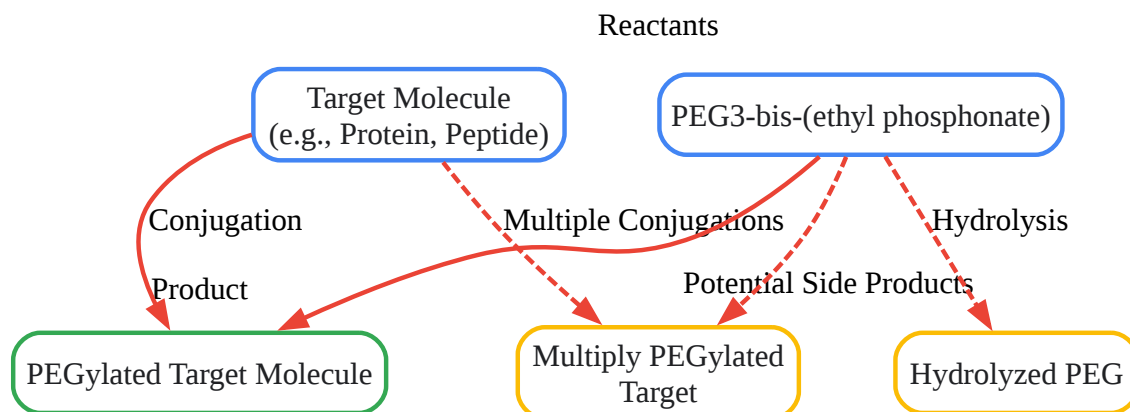 Reactants
Target Molecule
(e.g., Protein, Peptide)
PEG3-bis-(ethyl phosphonate)
Conjugation
Multiple Conjugations
Hydrolysis
Product
Potential Side Products
PEGylated Target Molecule
Multiply PEGylated
Target
Hydrolyzed PEG